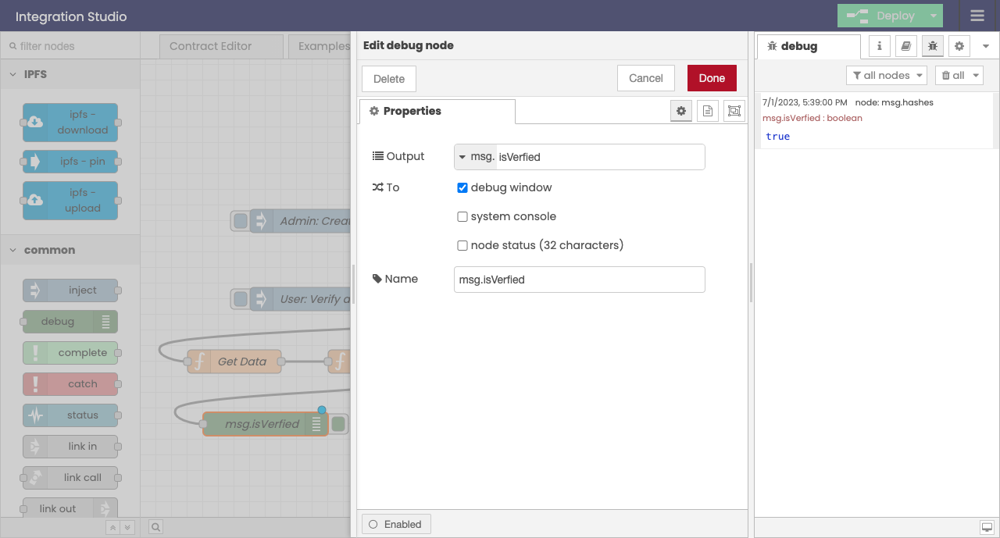 Integration Studio
Deploy
filter nodes
Contract Editor
Examples
IPFS
ipfs -
download
ipfs - pin
ipfs -
upload
common
inject
debug
complete
catch
status
link in
link call
link out
Admin: Creat
User: Verify a
Get Data
msg.isVerfied
Edit debug node
Delete
Cancel
Done
Properties
Output
msg.
isVerfied
To
debug window
system console
node status (32 characters)
Name
msg.isVerfied
Enabled
debug
all nodes
all
7/1/2023, 5:39:00 PM node: msg.hashes
msg.isVerfied : boolean
true